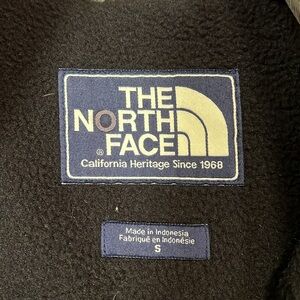 THE
NORTH
FACE
®
California Heritage Since 1968
Made in Indonesia
Fabriqué en Indonésie
S